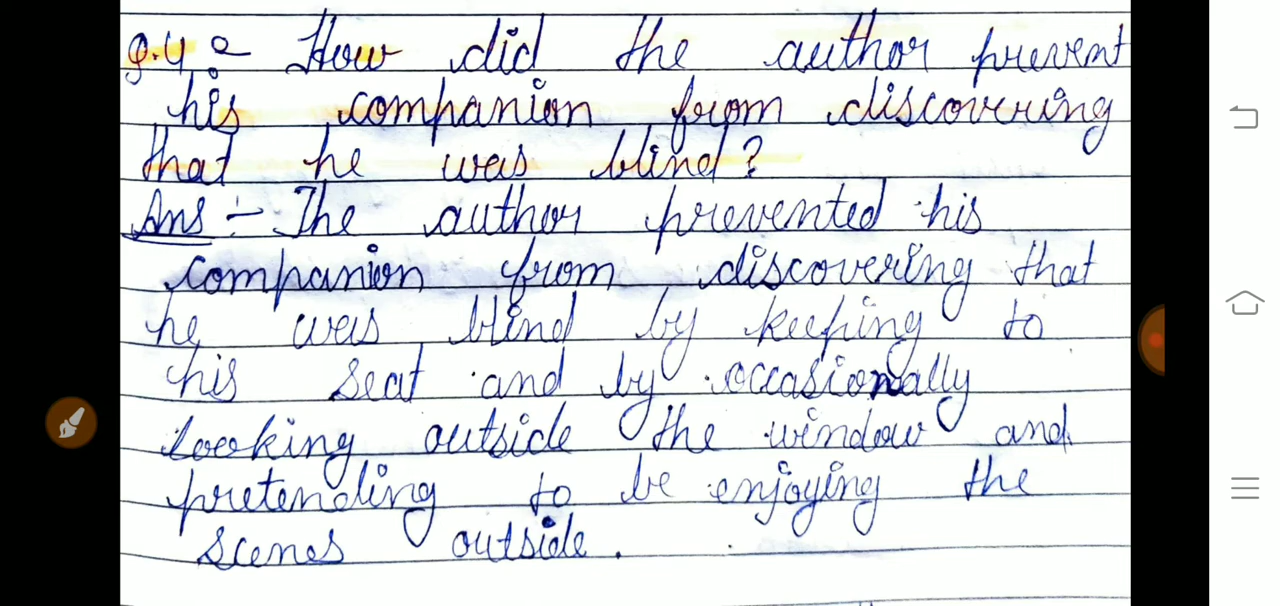 Q.4 :- How did the author prevent
his companion from discovering
that he was blind?
Ans :- The author prevented his
companion from discovering that
he was blind by keeping to
his seat and by occasionally
looking outside the window and
pretending to be enjoying the
scenes outside.